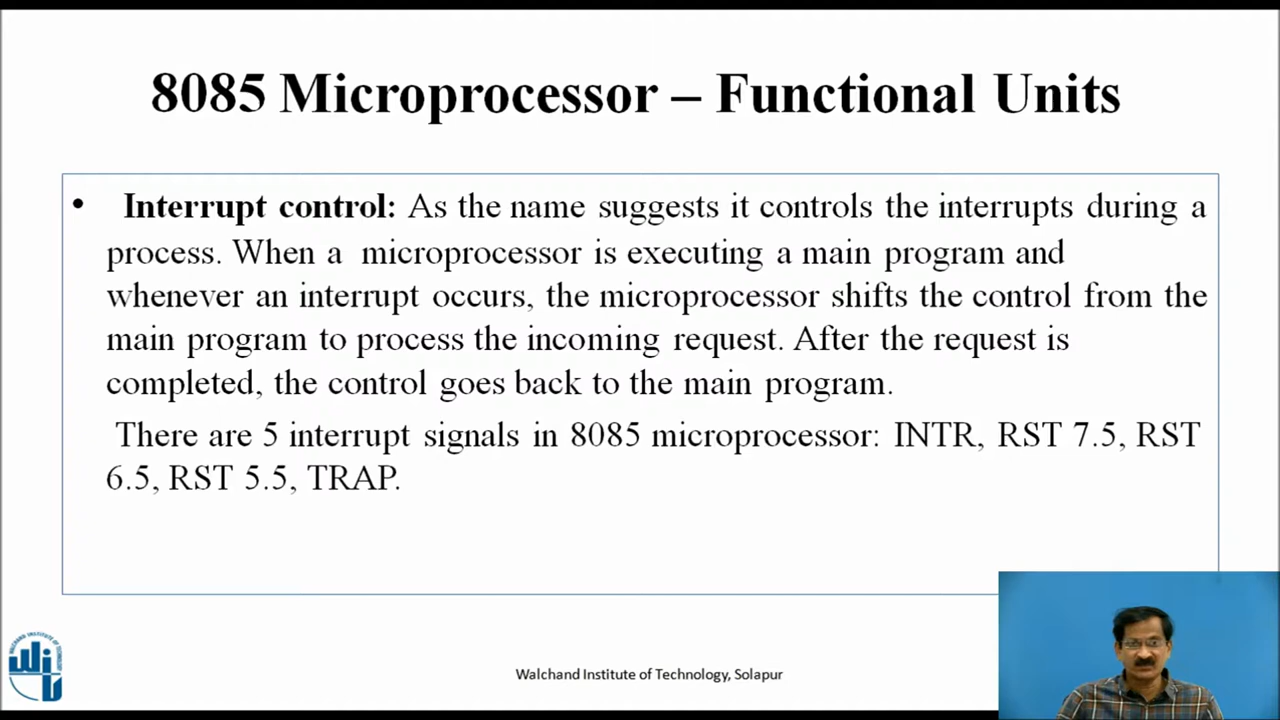 8085 Microprocessor – Functional Units
• Interrupt control: As the name suggests it controls the interrupts during a
process. When a microprocessor is executing a main program and
whenever an interrupt occurs, the microprocessor shifts the control from the
main program to process the incoming request. After the request is
completed, the control goes back to the main program.
There are 5 interrupt signals in 8085 microprocessor: INTR, RST 7.5, RST
6.5, RST 5.5, TRAP.
WALCHAND INSTITUTE OF TECHNOLOGY
Walchand Institute of Technology, Solapur